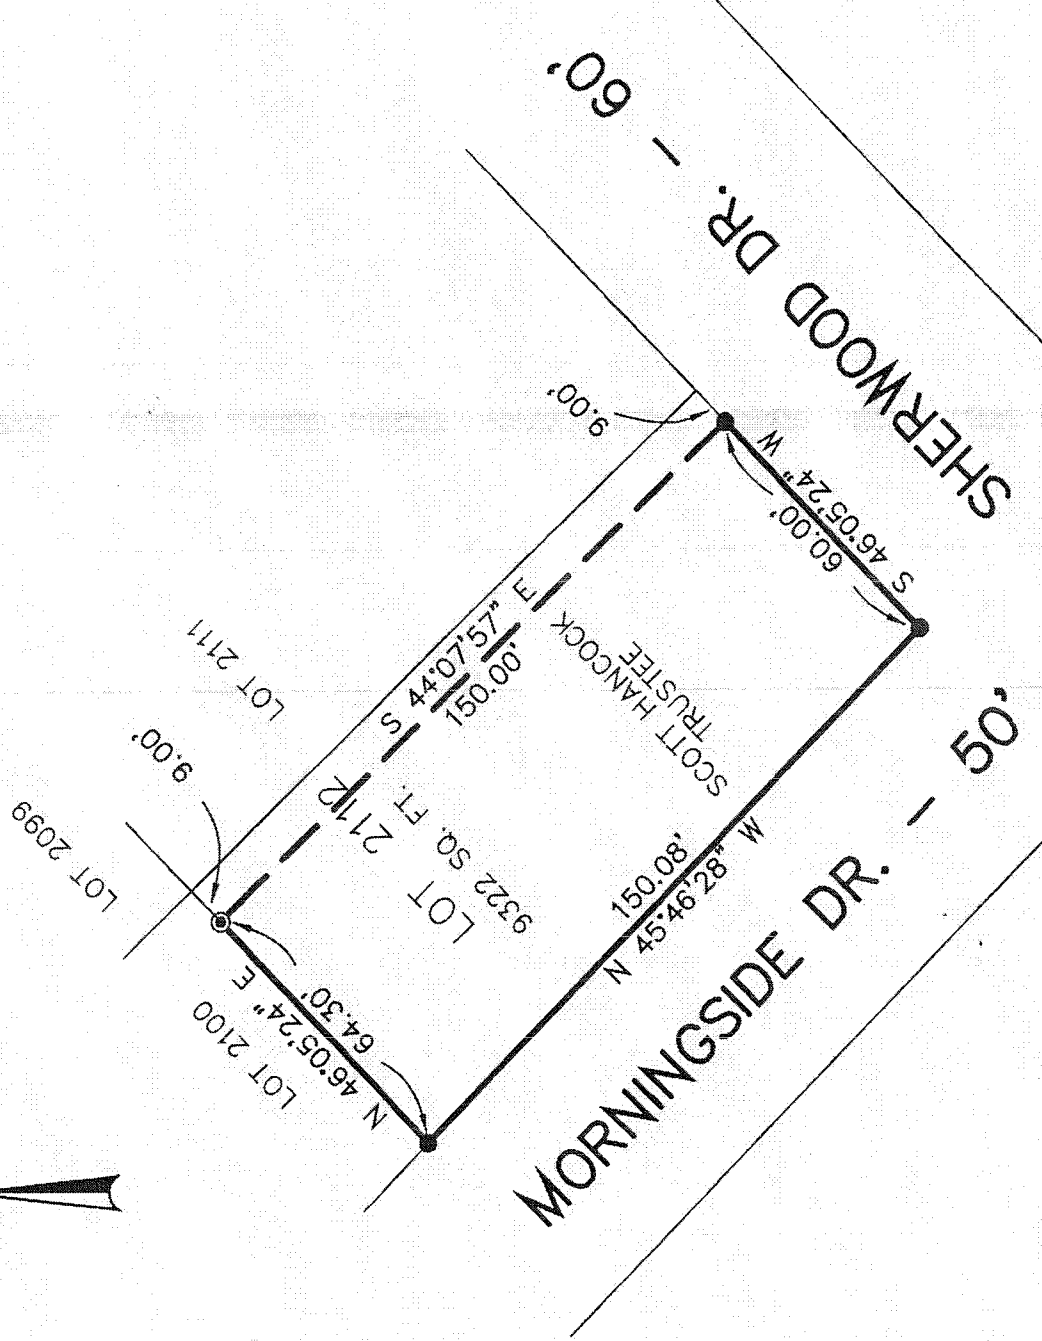 SHERWOOD DR. - 60'
9.00'
S 46°05'24" W
60.00'
LOT 2111
S 44°07'57" E
150.00'
SCOTT HANCOCK
TRUSTEE
9.00'
LOT 2099
LOT 2112
9322 SQ. FT.
150.08'
N 45°46'28" W
LOT 2100
N 46°05'24" E
64.30'
MORNINGSIDE DR. - 50'